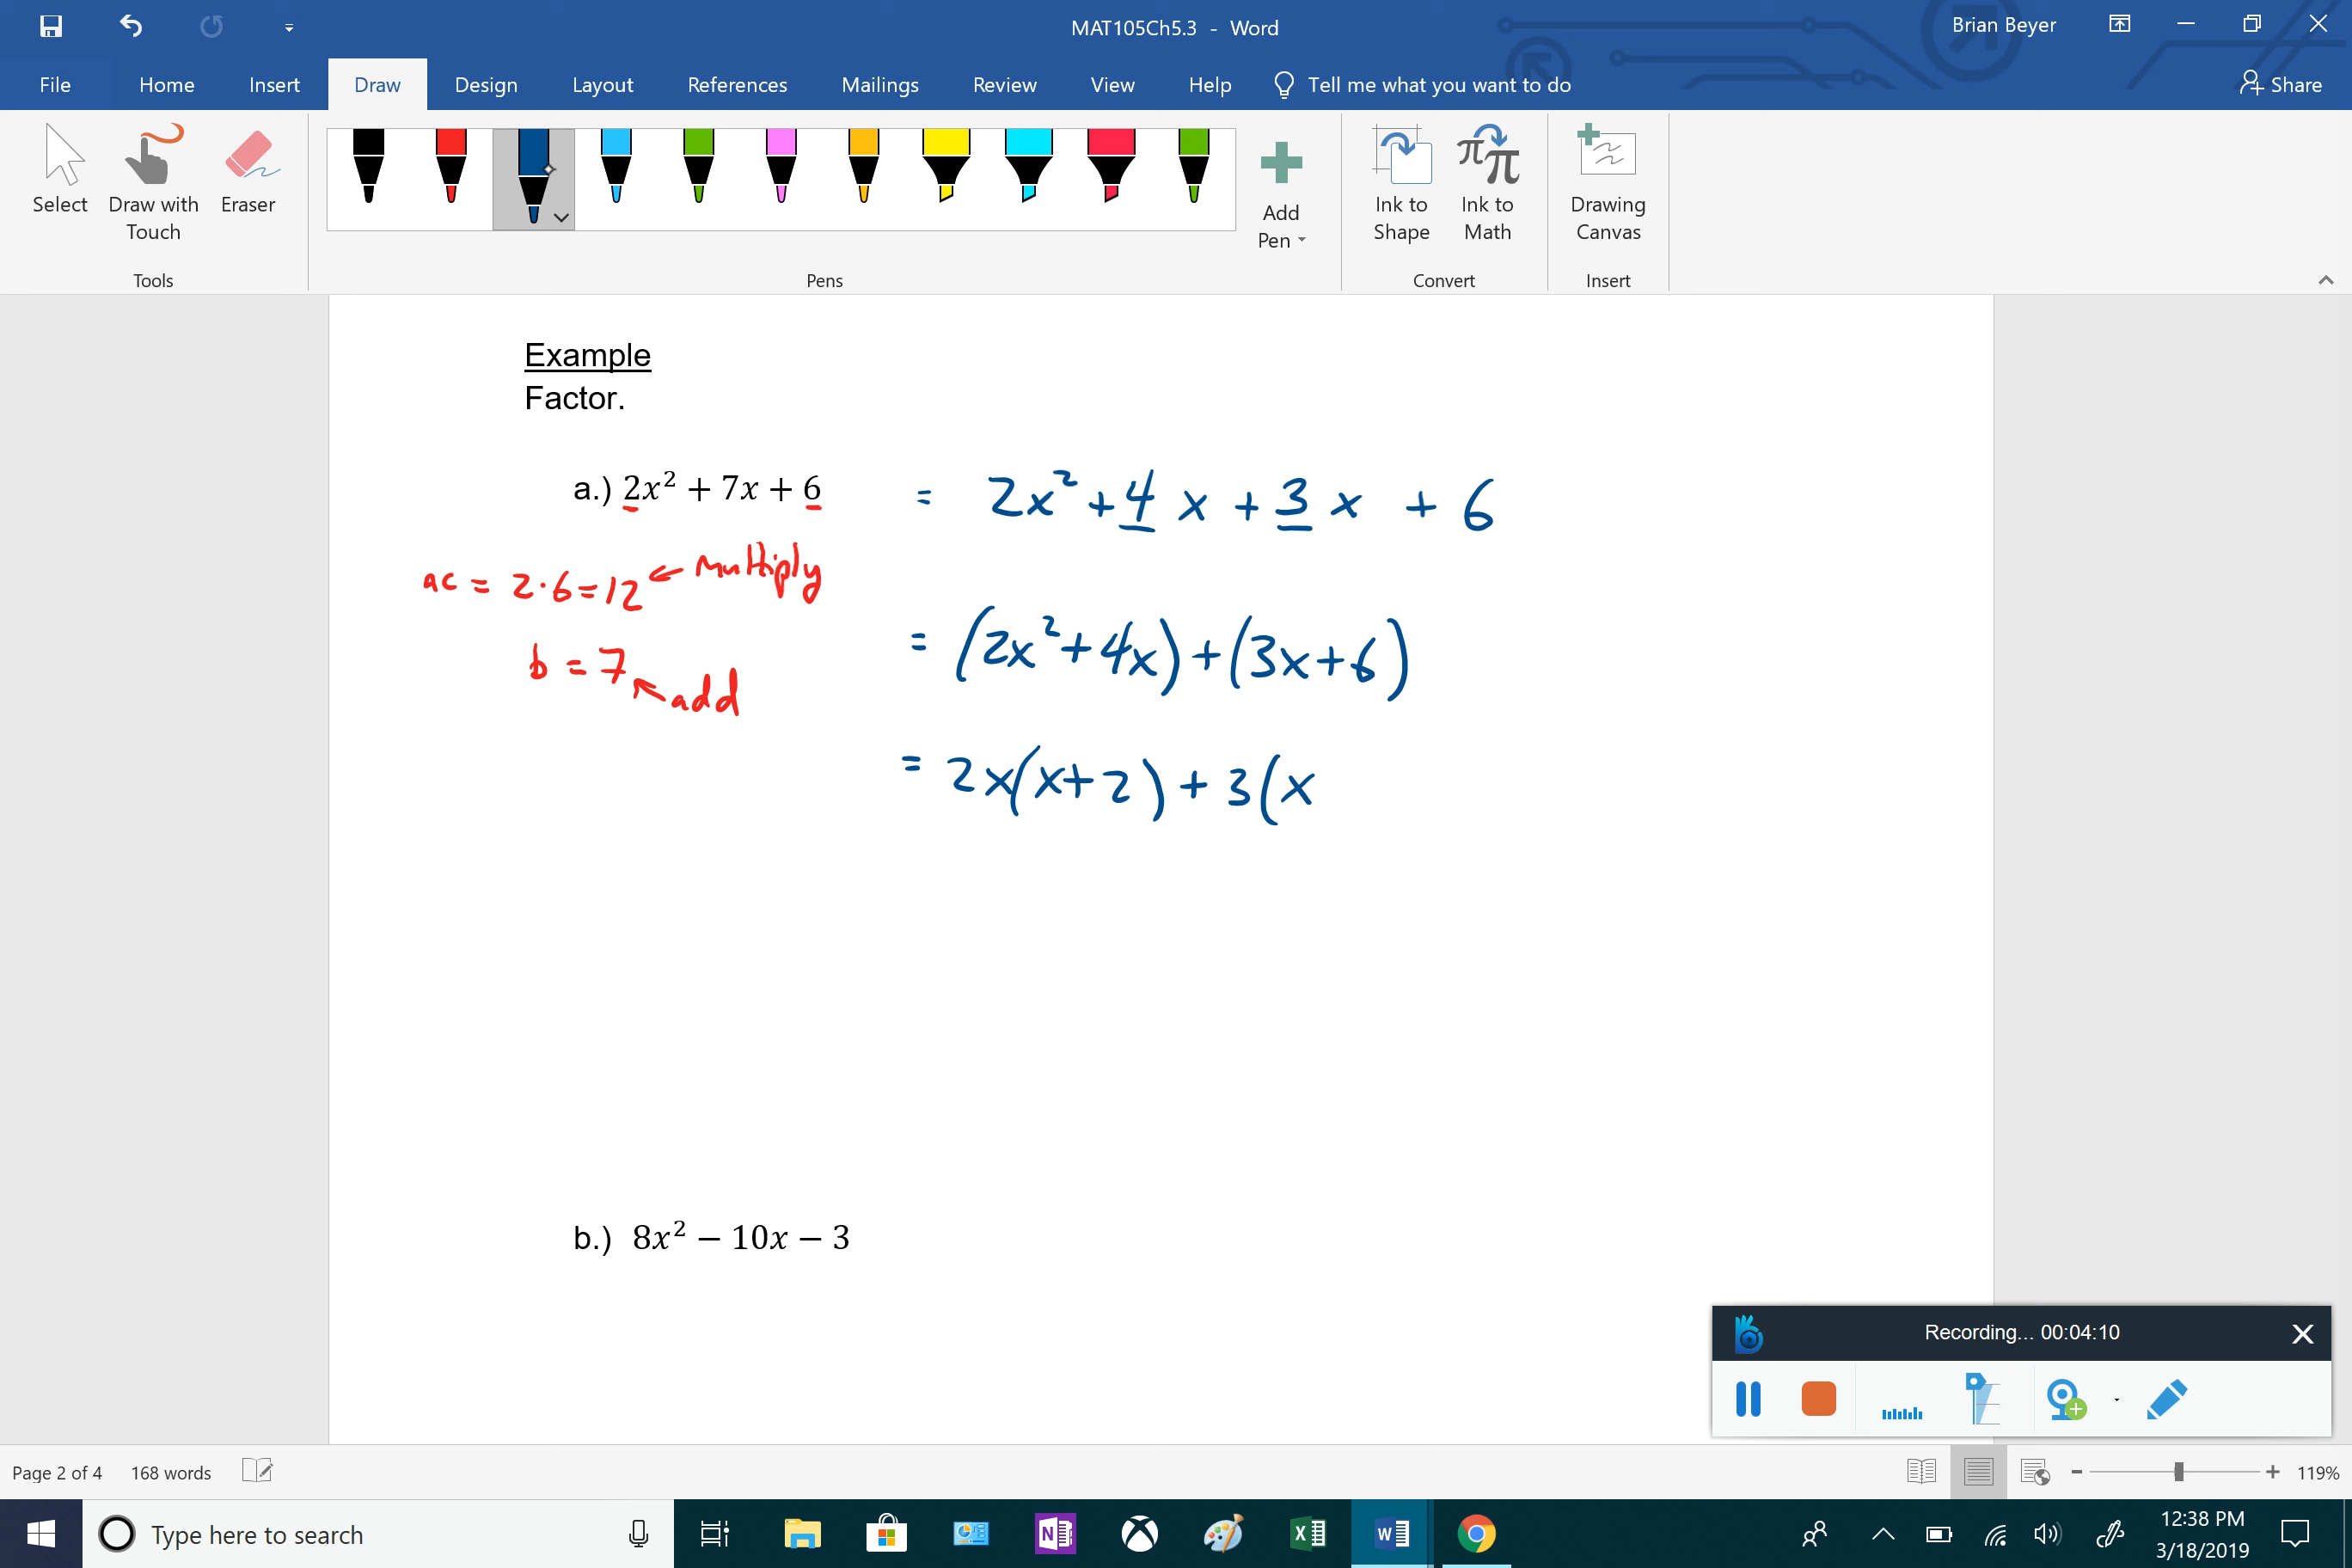 MAT105Ch5.3 - Word
Brian Beyer
File Home Insert Draw Design Layout References Mailings Review View Help Tell me what you want to do Share
Select Draw with Touch Eraser
Add Pen
Ink to Shape Ink to Math
Drawing Canvas
Tools Pens Convert Insert
Example
Factor.
a.) 2x² + 7x + 6 = 2x² + 4x + 3x + 6
ac = 2·6 = 12 ← multiply
= (2x² + 4x) + (3x + 6)
b = 7 ← add
= 2x(x + 2) + 3(x
b.) 8x² − 10x − 3
Recording... 00:04:10
Page 2 of 4 168 words 119%
Type here to search
12:38 PM
3/18/2019